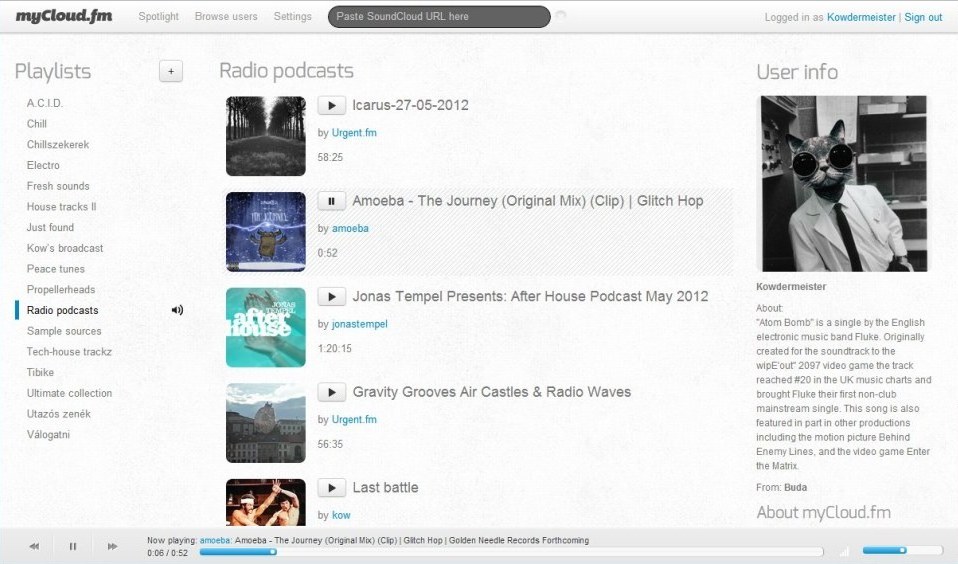 myCloud.fm
Spotlight
Browse users
Settings
Paste SoundCloud URL here
Logged in as Kowdermeister | Sign out
Playlists
+
A.C.I.D.
Chill
Chillszekerek
Electro
Fresh sounds
House tracks II
Just found
Kow's broadcast
Peace tunes
Propellerheads
Radio podcasts
Sample sources
Tech-house trackz
Tibike
Ultimate collection
Utazós zenék
Válogatni
Radio podcasts
Icarus-27-05-2012
by Urgent.fm
58:25
Amoeba - The Journey (Original Mix) (Clip) | Glitch Hop
by amoeba
0:52
JONAS
TEMPEL
after
house
Jonas Tempel Presents: After House Podcast May 2012
by jonastempel
1:20:15
Gravity Grooves Air Castles & Radio Waves
by Urgent.fm
56:35
Last battle
by kow
User info
Kowdermeister
About:
"Atom Bomb" is a single by the English
electronic music band Fluke. Originally
created for the soundtrack to the
wipE'out" 2097 video game the track
reached #20 in the UK music charts and
brought Fluke their first non-club
mainstream single. This song is also
featured in part in other productions
including the motion picture Behind
Enemy Lines, and the video game Enter
the Matrix.
From: Buda
About myCloud.fm
Now playing: amoeba: Amoeba - The Journey (Original Mix) (Clip) | Glitch Hop | Golden Needle Records Forthcoming
0:06 / 0:52